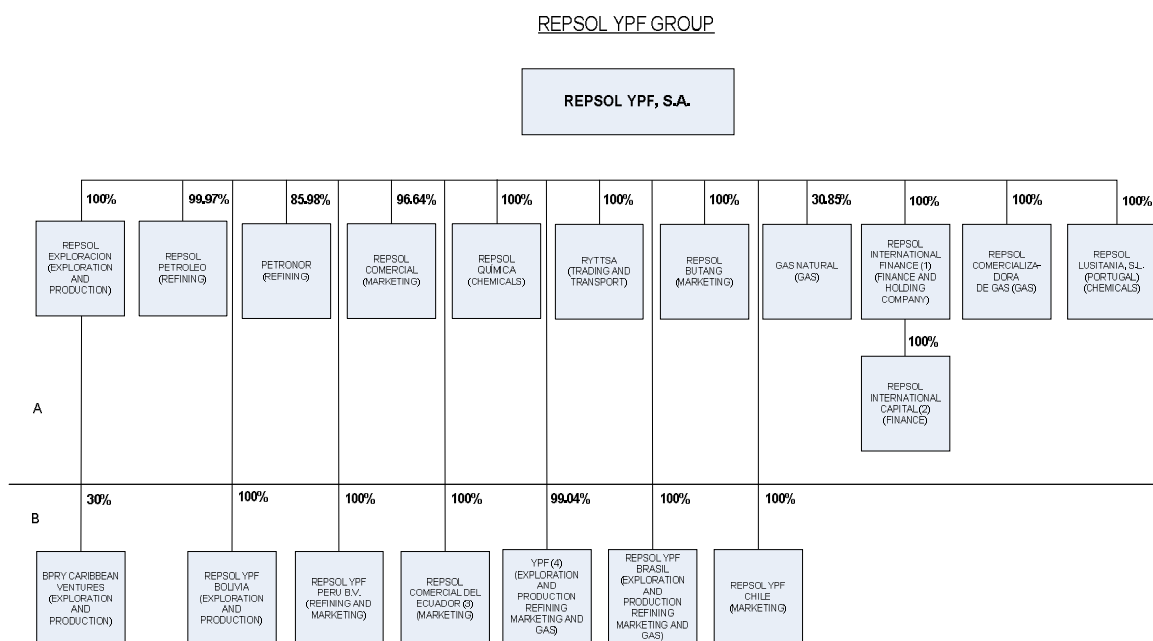 REPSOL YPF GROUP
REPSOL YPF, S.A.
100%
99.97%
85.98%
96.64%
100%
100%
100%
30.85%
100%
100%
100%
REPSOL
EXPLORACION
(EXPLORATION
AND
PRODUCTION)
REPSOL
PETROLEO
(REFINING)
PETRONOR
(REFINING)
REPSOL
COMERCIAL
(MARKETING)
REPSOL
QUÍMICA
(CHEMICALS)
RYTTSA
(TRADING AND
TRANSPORT)
REPSOL
BUTANG
(MARKETING)
GAS NATURAL
(GAS)
REPSOL
INTERNATIONAL
FINANCE (1)
(FINANCE AND
HOLDING
COMPANY)
REPSOL
COMERCIALIZA-
DORA
DE GAS (GAS)
REPSOL
LUSITANIA, S.L.
(PORTUGAL)
(CHEMICALS)
100%
REPSOL
INTERNATIONAL
CAPITAL (2)
(FINANCE)
A
B
30%
100%
100%
100%
99.04%
100%
100%
BPRY CARIBBEAN
VENTURES
(EXPLORATION
AND
PRODUCTION)
REPSOL YPF
BOLIVIA
(EXPLORATION
AND
PRODUCTION)
REPSOL YPF
PERU B.V.
(REFINING AND
MARKETING)
REPSOL
COMERCIAL DEL
ECUADOR (3)
(MARKETING)
YPF (4)
(EXPLORATION
AND
PRODUCTION
REFINING
MARKETING AND
GAS)
REPSOL YPF
BRASIL
(EXPLORATION
AND
PRODUCTION
REFINING
MARKETING AND
GAS)
REPSOL YPF
CHILE
(MARKETING)